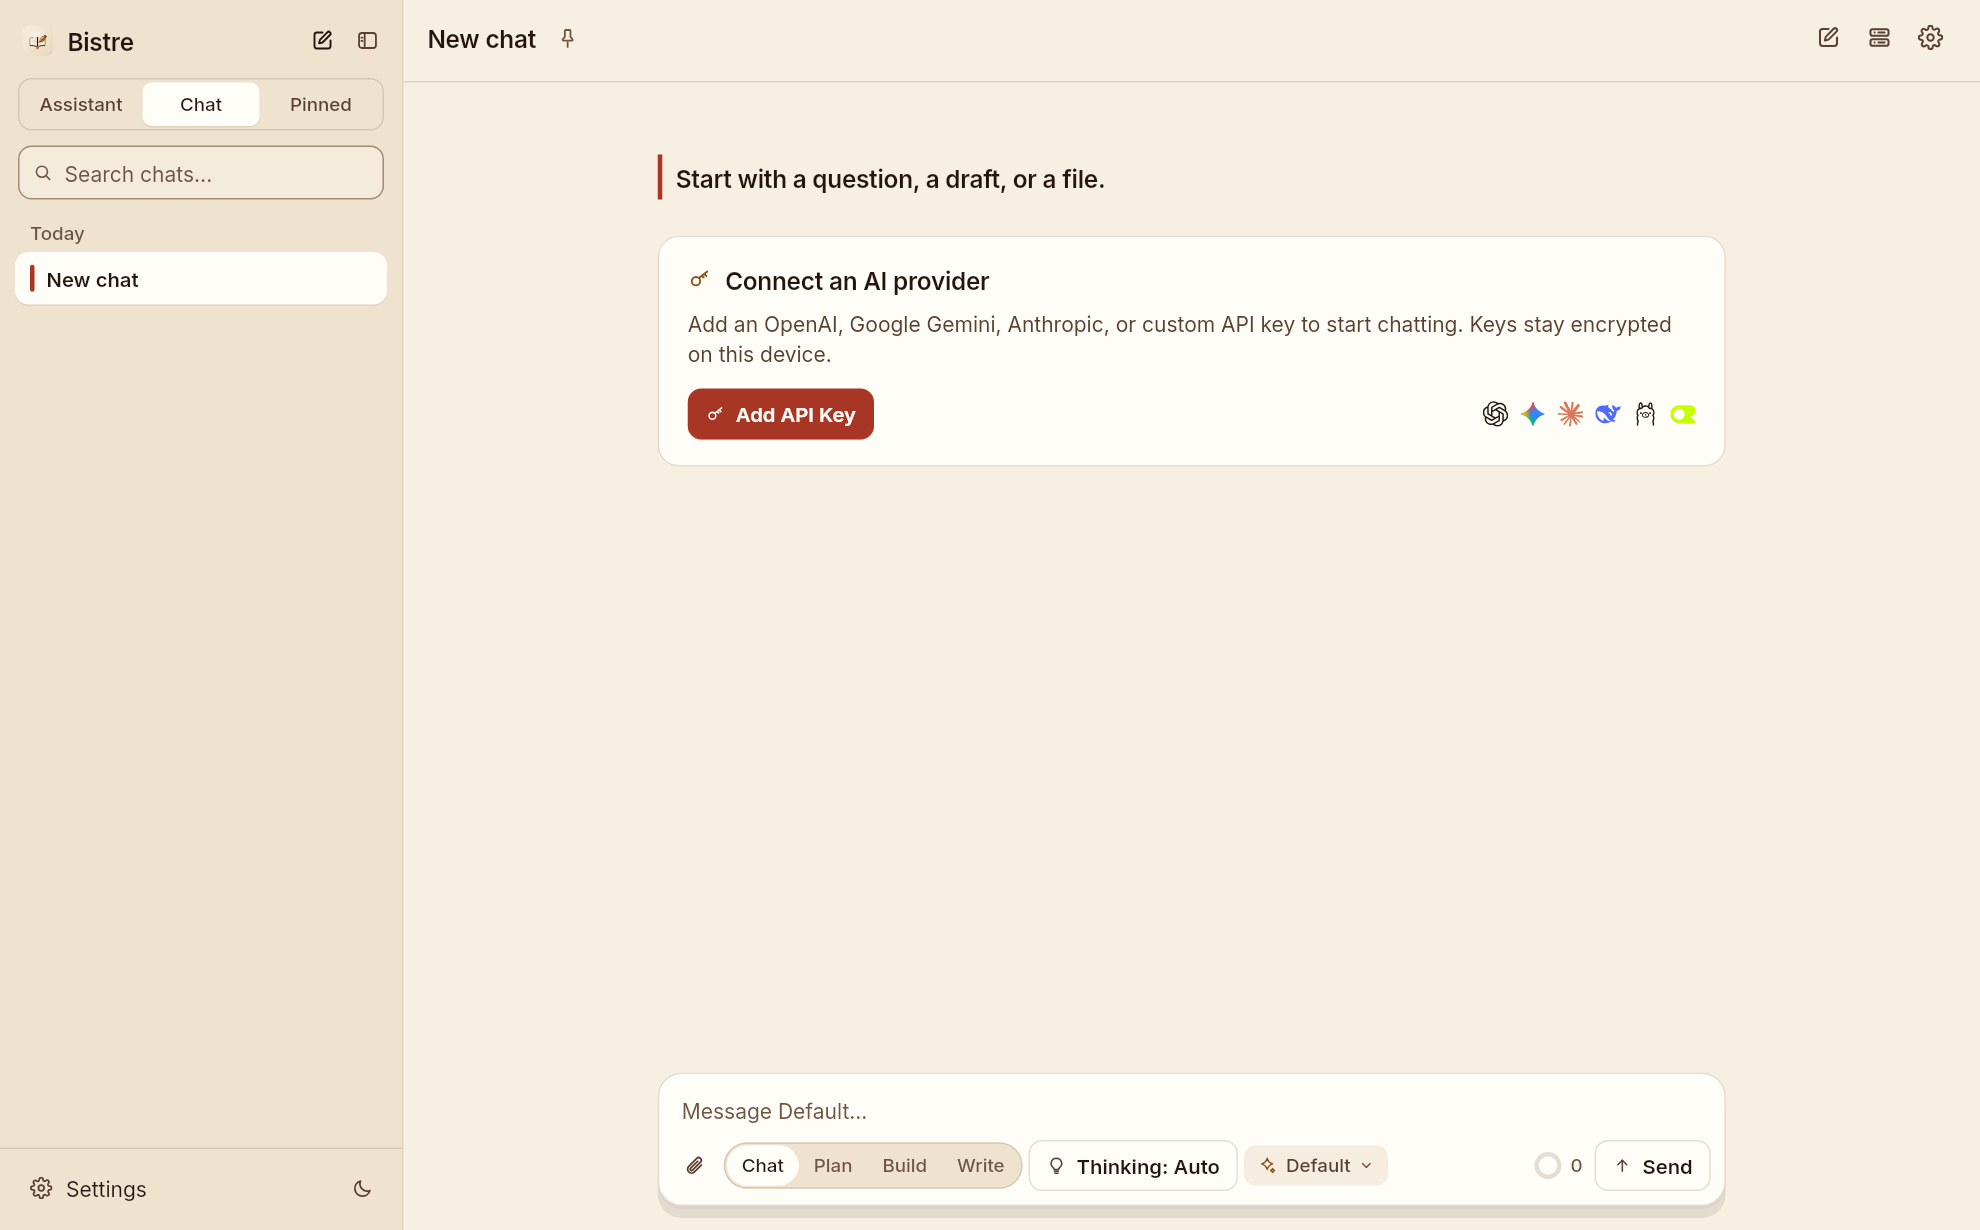 Bistre
Assistant
Chat
Pinned
Search chats...
Today
New chat
Settings
New chat
Start with a question, a draft, or a file.
Connect an AI provider
Add an OpenAI, Google Gemini, Anthropic, or custom API key to start chatting. Keys stay encrypted
on this device.
Add API Key
Message Default...
Chat
Plan
Build
Write
Thinking: Auto
Default
0
Send